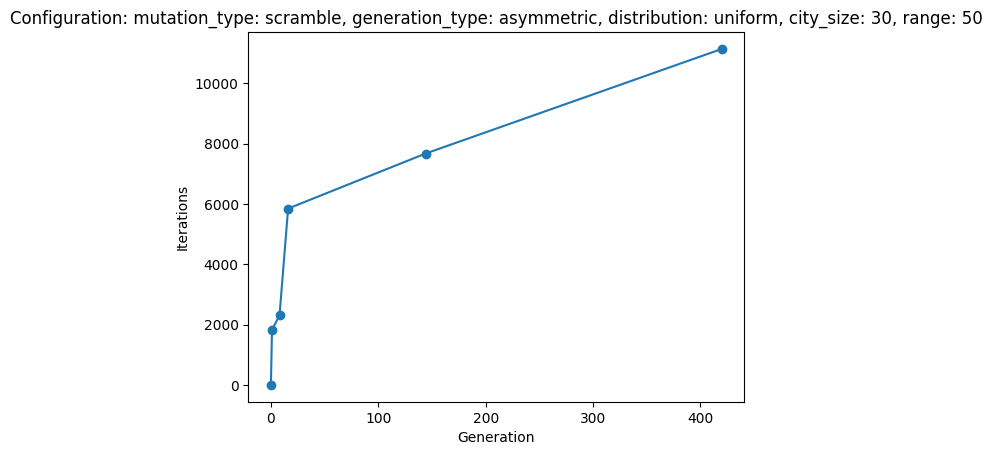 Configuration: mutation_type: scramble, generation_type: asymmetric, distribution: uniform, city_size: 30, range: 50
10000
8000
6000
4000
2000
0
Iterations
0 100 200 300 400
Generation